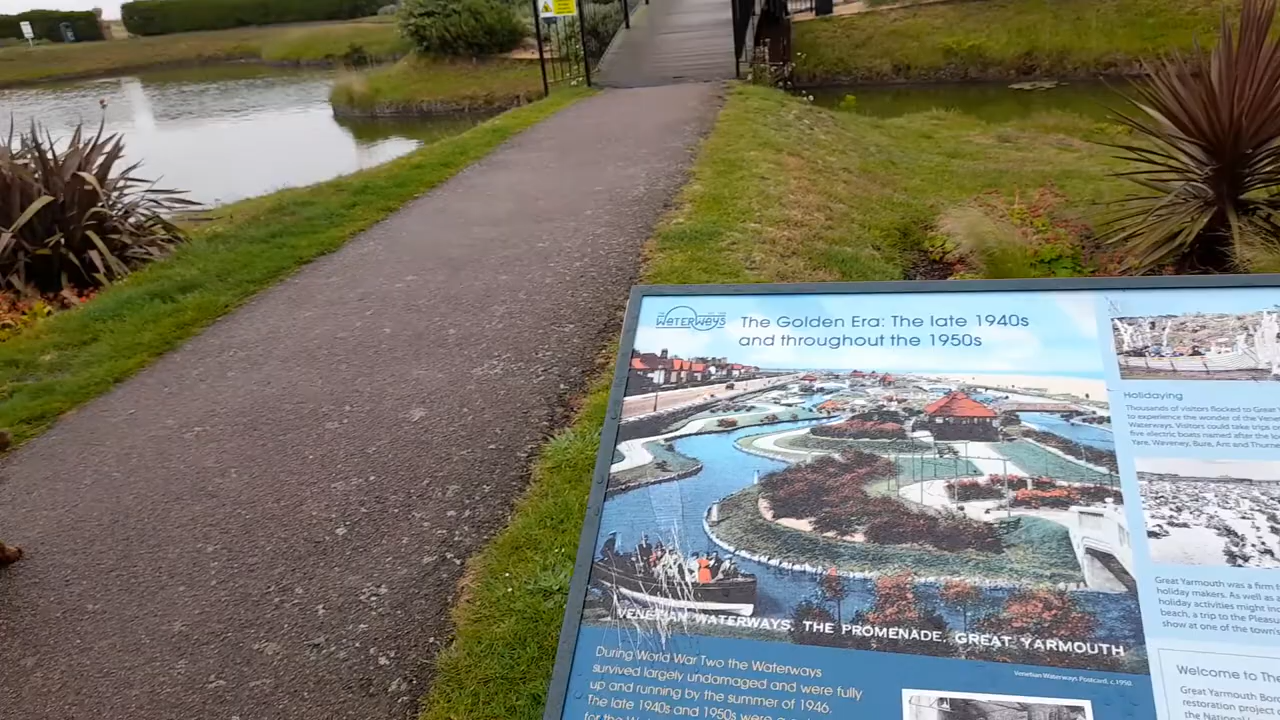 WATERWAYS
The Golden Era: The late 1940s
and throughout the 1950s
VENETIAN WATERWAYS, THE PROMENADE, GREAT YARMOUTH
Venetian Waterways Postcard, c.1950
During World War Two the Waterways
survived largely undamaged and were fully
up and running by the summer of 1946.
The late 1940s and 1950s were a
for the
Holidaying
Thousands of visitors flocked to Great
to experience the wonder of the
Waterways. Visitors could take trips
five electric boats named after the
Yare, Waveney, Bure, Ant and
Great Yarmouth was a firm
holiday makers. As well as
holiday activities might
beach, a trip to the
show at one of the
Welcome to
Great Yarmouth
restoration project
the